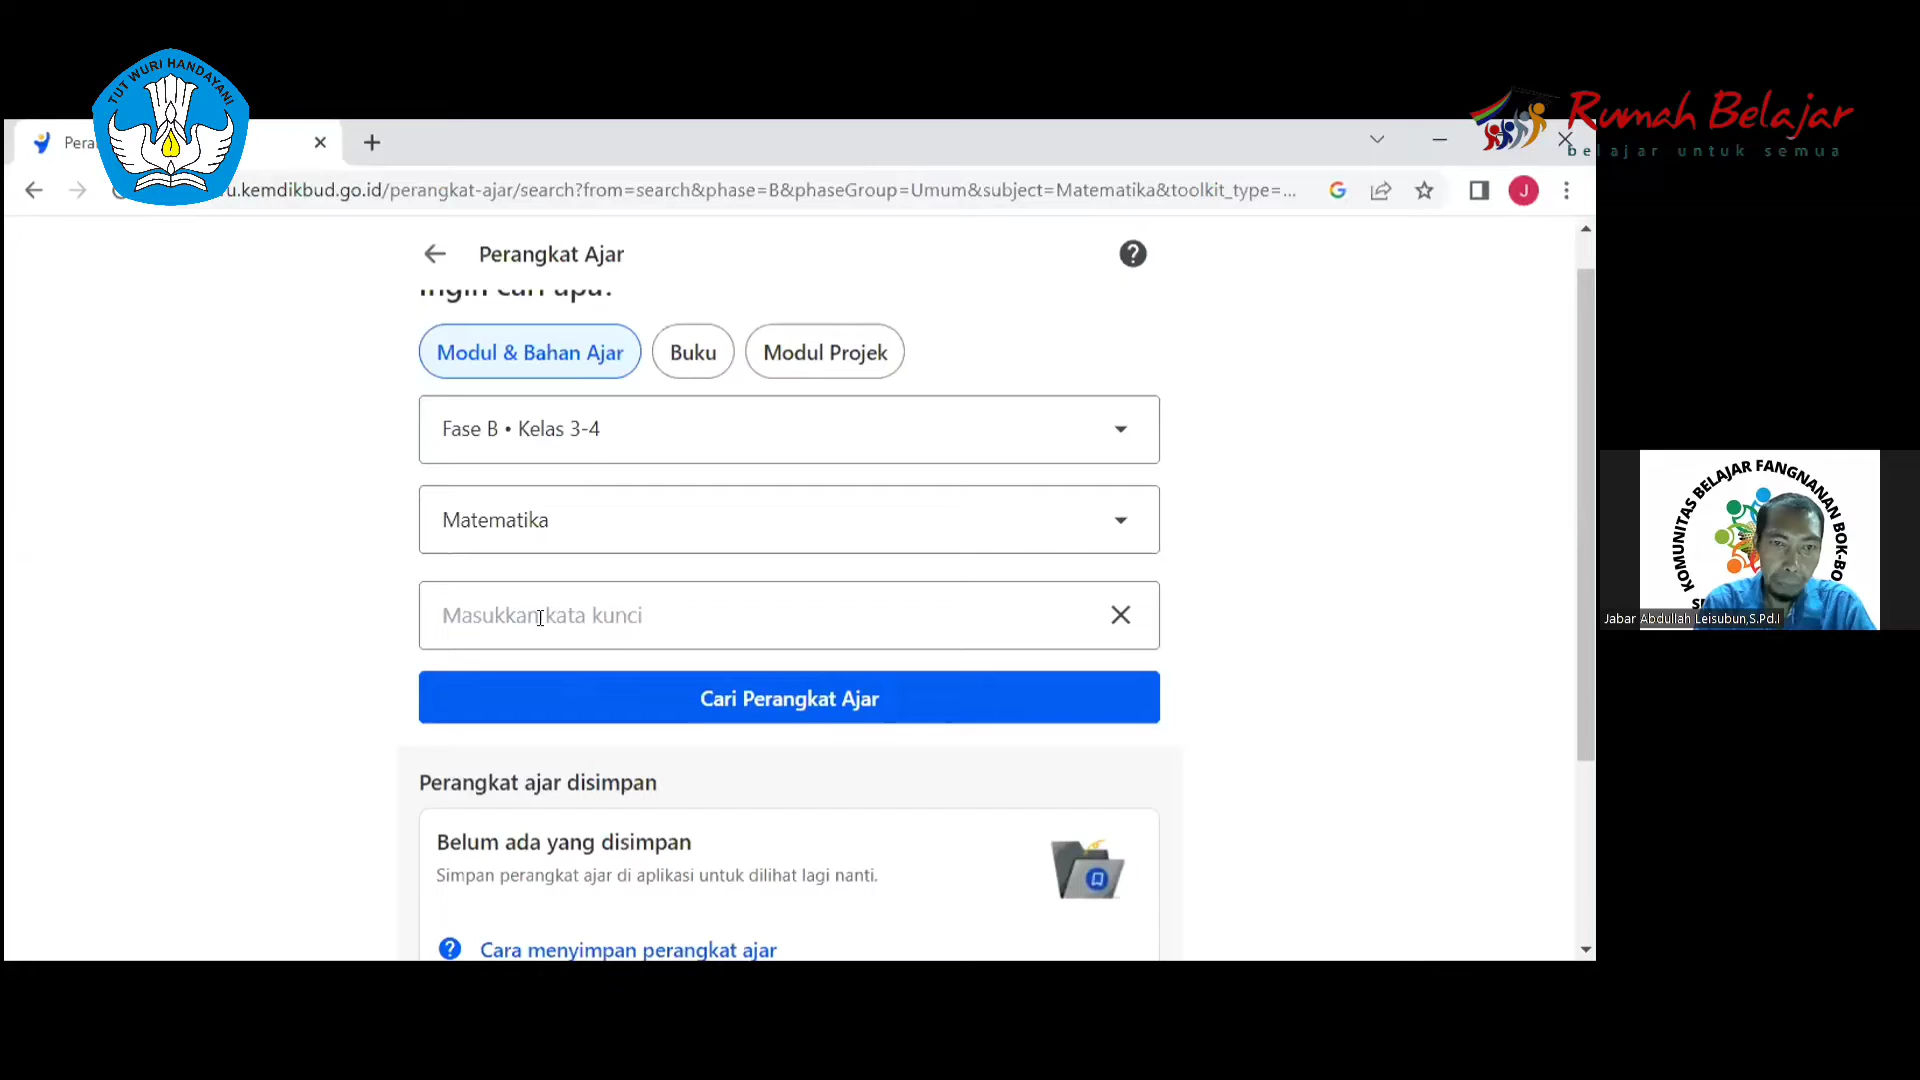 TUT WURI HANDAYANI
Rumah Belajar
belajar untuk semua
Pera
u.kemdikbud.go.id/perangkat-ajar/search?from=search&phase=B&phaseGroup=Umum&subject=Matematika&toolkit_type=...
J
Perangkat Ajar
Ingin cari apa?
Modul & Bahan Ajar
Buku
Modul Projek
Fase B • Kelas 3-4
Matematika
Masukkan kata kunci
Cari Perangkat Ajar
Perangkat ajar disimpan
Belum ada yang disimpan
Simpan perangkat ajar di aplikasi untuk dilihat lagi nanti.
Cara menyimpan perangkat ajar
KOMUNITAS BELAJAR FANGNANAN BOK-BO
Jabar Abdullah Leisubun,S.Pd.I